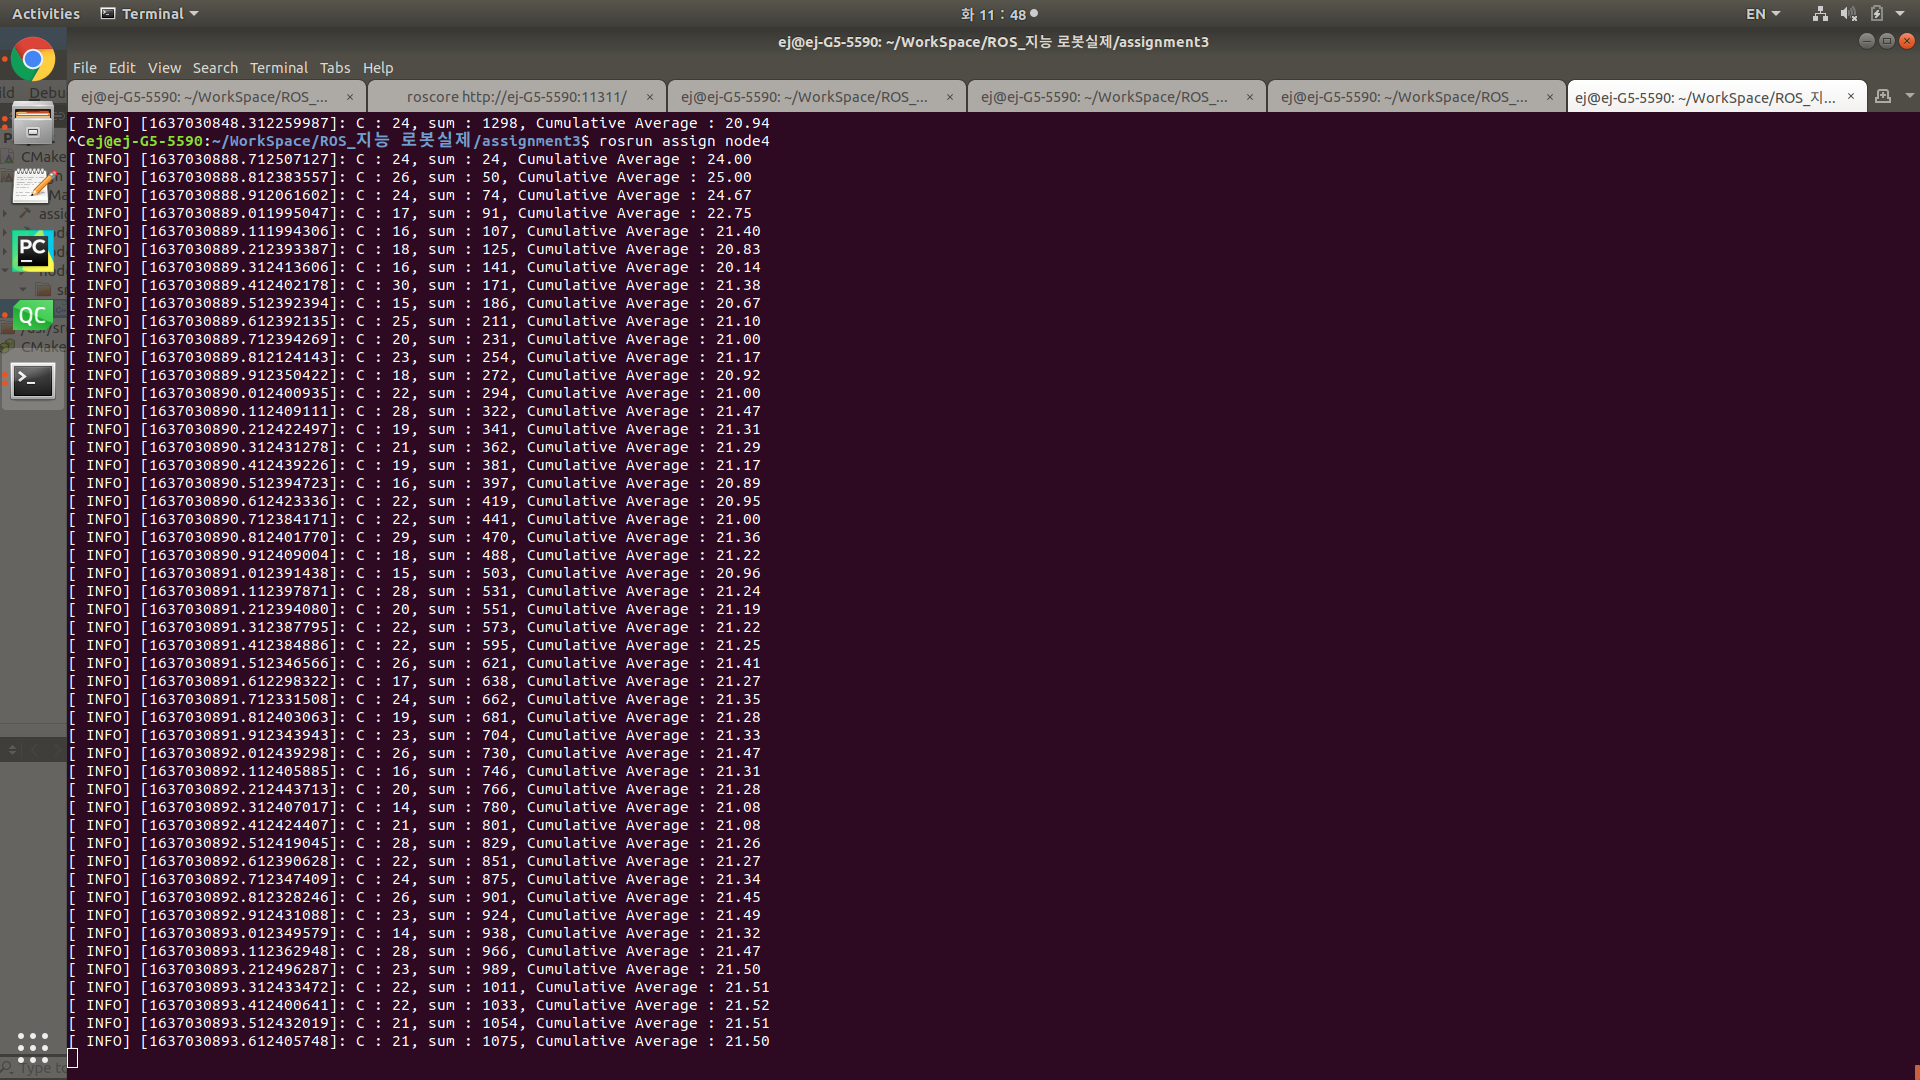 Activities Terminal 화 11 : 48 EN
ej@ej-G5-5590: ~/WorkSpace/ROS_지능 로봇실제/assignment3
File Edit View Search Terminal Tabs Help
ej@ej-G5-5590: ~/WorkSpace/ROS_... × roscore http://ej-G5-5590:11311/ × ej@ej-G5-5590: ~/WorkSpace/ROS_... × ej@ej-G5-5590: ~/WorkSpace/ROS_... × ej@ej-G5-5590: ~/WorkSpace/ROS_... × ej@ej-G5-5590: ~/WorkSpace/ROS_지... ×
[ INFO] [1637030848.312259987]: C : 24, sum : 1298, Cumulative Average : 20.94
^Cej@ej-G5-5590:~/WorkSpace/ROS_지능 로봇실제/assignment3$ rosrun assign node4
[ INFO] [1637030888.712507127]: C : 24, sum : 24, Cumulative Average : 24.00
[ INFO] [1637030888.812383557]: C : 26, sum : 50, Cumulative Average : 25.00
[ INFO] [1637030888.912061602]: C : 24, sum : 74, Cumulative Average : 24.67
[ INFO] [1637030889.011995047]: C : 17, sum : 91, Cumulative Average : 22.75
[ INFO] [1637030889.111994306]: C : 16, sum : 107, Cumulative Average : 21.40
[ INFO] [1637030889.212393387]: C : 18, sum : 125, Cumulative Average : 20.83
[ INFO] [1637030889.312413606]: C : 16, sum : 141, Cumulative Average : 20.14
[ INFO] [1637030889.412402178]: C : 30, sum : 171, Cumulative Average : 21.38
[ INFO] [1637030889.512392394]: C : 15, sum : 186, Cumulative Average : 20.67
[ INFO] [1637030889.612392135]: C : 25, sum : 211, Cumulative Average : 21.10
[ INFO] [1637030889.712394269]: C : 20, sum : 231, Cumulative Average : 21.00
[ INFO] [1637030889.812124143]: C : 23, sum : 254, Cumulative Average : 21.17
[ INFO] [1637030889.912350422]: C : 18, sum : 272, Cumulative Average : 20.92
[ INFO] [1637030890.012400935]: C : 22, sum : 294, Cumulative Average : 21.00
[ INFO] [1637030890.112409111]: C : 28, sum : 322, Cumulative Average : 21.47
[ INFO] [1637030890.212422497]: C : 19, sum : 341, Cumulative Average : 21.31
[ INFO] [1637030890.312431278]: C : 21, sum : 362, Cumulative Average : 21.29
[ INFO] [1637030890.412439226]: C : 19, sum : 381, Cumulative Average : 21.17
[ INFO] [1637030890.512394723]: C : 16, sum : 397, Cumulative Average : 20.89
[ INFO] [1637030890.612423336]: C : 22, sum : 419, Cumulative Average : 20.95
[ INFO] [1637030890.712384171]: C : 22, sum : 441, Cumulative Average : 21.00
[ INFO] [1637030890.812401770]: C : 29, sum : 470, Cumulative Average : 21.36
[ INFO] [1637030890.912409004]: C : 18, sum : 488, Cumulative Average : 21.22
[ INFO] [1637030891.012391438]: C : 15, sum : 503, Cumulative Average : 20.96
[ INFO] [1637030891.112397871]: C : 28, sum : 531, Cumulative Average : 21.24
[ INFO] [1637030891.212394080]: C : 20, sum : 551, Cumulative Average : 21.19
[ INFO] [1637030891.312387795]: C : 22, sum : 573, Cumulative Average : 21.22
[ INFO] [1637030891.412384886]: C : 22, sum : 595, Cumulative Average : 21.25
[ INFO] [1637030891.512346566]: C : 26, sum : 621, Cumulative Average : 21.41
[ INFO] [1637030891.612298322]: C : 17, sum : 638, Cumulative Average : 21.27
[ INFO] [1637030891.712331508]: C : 24, sum : 662, Cumulative Average : 21.35
[ INFO] [1637030891.812403063]: C : 19, sum : 681, Cumulative Average : 21.28
[ INFO] [1637030891.912343943]: C : 23, sum : 704, Cumulative Average : 21.33
[ INFO] [1637030892.012439298]: C : 26, sum : 730, Cumulative Average : 21.47
[ INFO] [1637030892.112405885]: C : 16, sum : 746, Cumulative Average : 21.31
[ INFO] [1637030892.212443713]: C : 20, sum : 766, Cumulative Average : 21.28
[ INFO] [1637030892.312407017]: C : 14, sum : 780, Cumulative Average : 21.08
[ INFO] [1637030892.412424407]: C : 21, sum : 801, Cumulative Average : 21.08
[ INFO] [1637030892.512419045]: C : 28, sum : 829, Cumulative Average : 21.26
[ INFO] [1637030892.612390628]: C : 22, sum : 851, Cumulative Average : 21.27
[ INFO] [1637030892.712347409]: C : 24, sum : 875, Cumulative Average : 21.34
[ INFO] [1637030892.812328246]: C : 26, sum : 901, Cumulative Average : 21.45
[ INFO] [1637030892.912431088]: C : 23, sum : 924, Cumulative Average : 21.49
[ INFO] [1637030893.012349579]: C : 14, sum : 938, Cumulative Average : 21.32
[ INFO] [1637030893.112362948]: C : 28, sum : 966, Cumulative Average : 21.47
[ INFO] [1637030893.212496287]: C : 23, sum : 989, Cumulative Average : 21.50
[ INFO] [1637030893.312433472]: C : 22, sum : 1011, Cumulative Average : 21.51
[ INFO] [1637030893.412400641]: C : 22, sum : 1033, Cumulative Average : 21.52
[ INFO] [1637030893.512432019]: C : 21, sum : 1054, Cumulative Average : 21.51
[ INFO] [1637030893.612405748]: C : 21, sum : 1075, Cumulative Average : 21.50
PC
QC